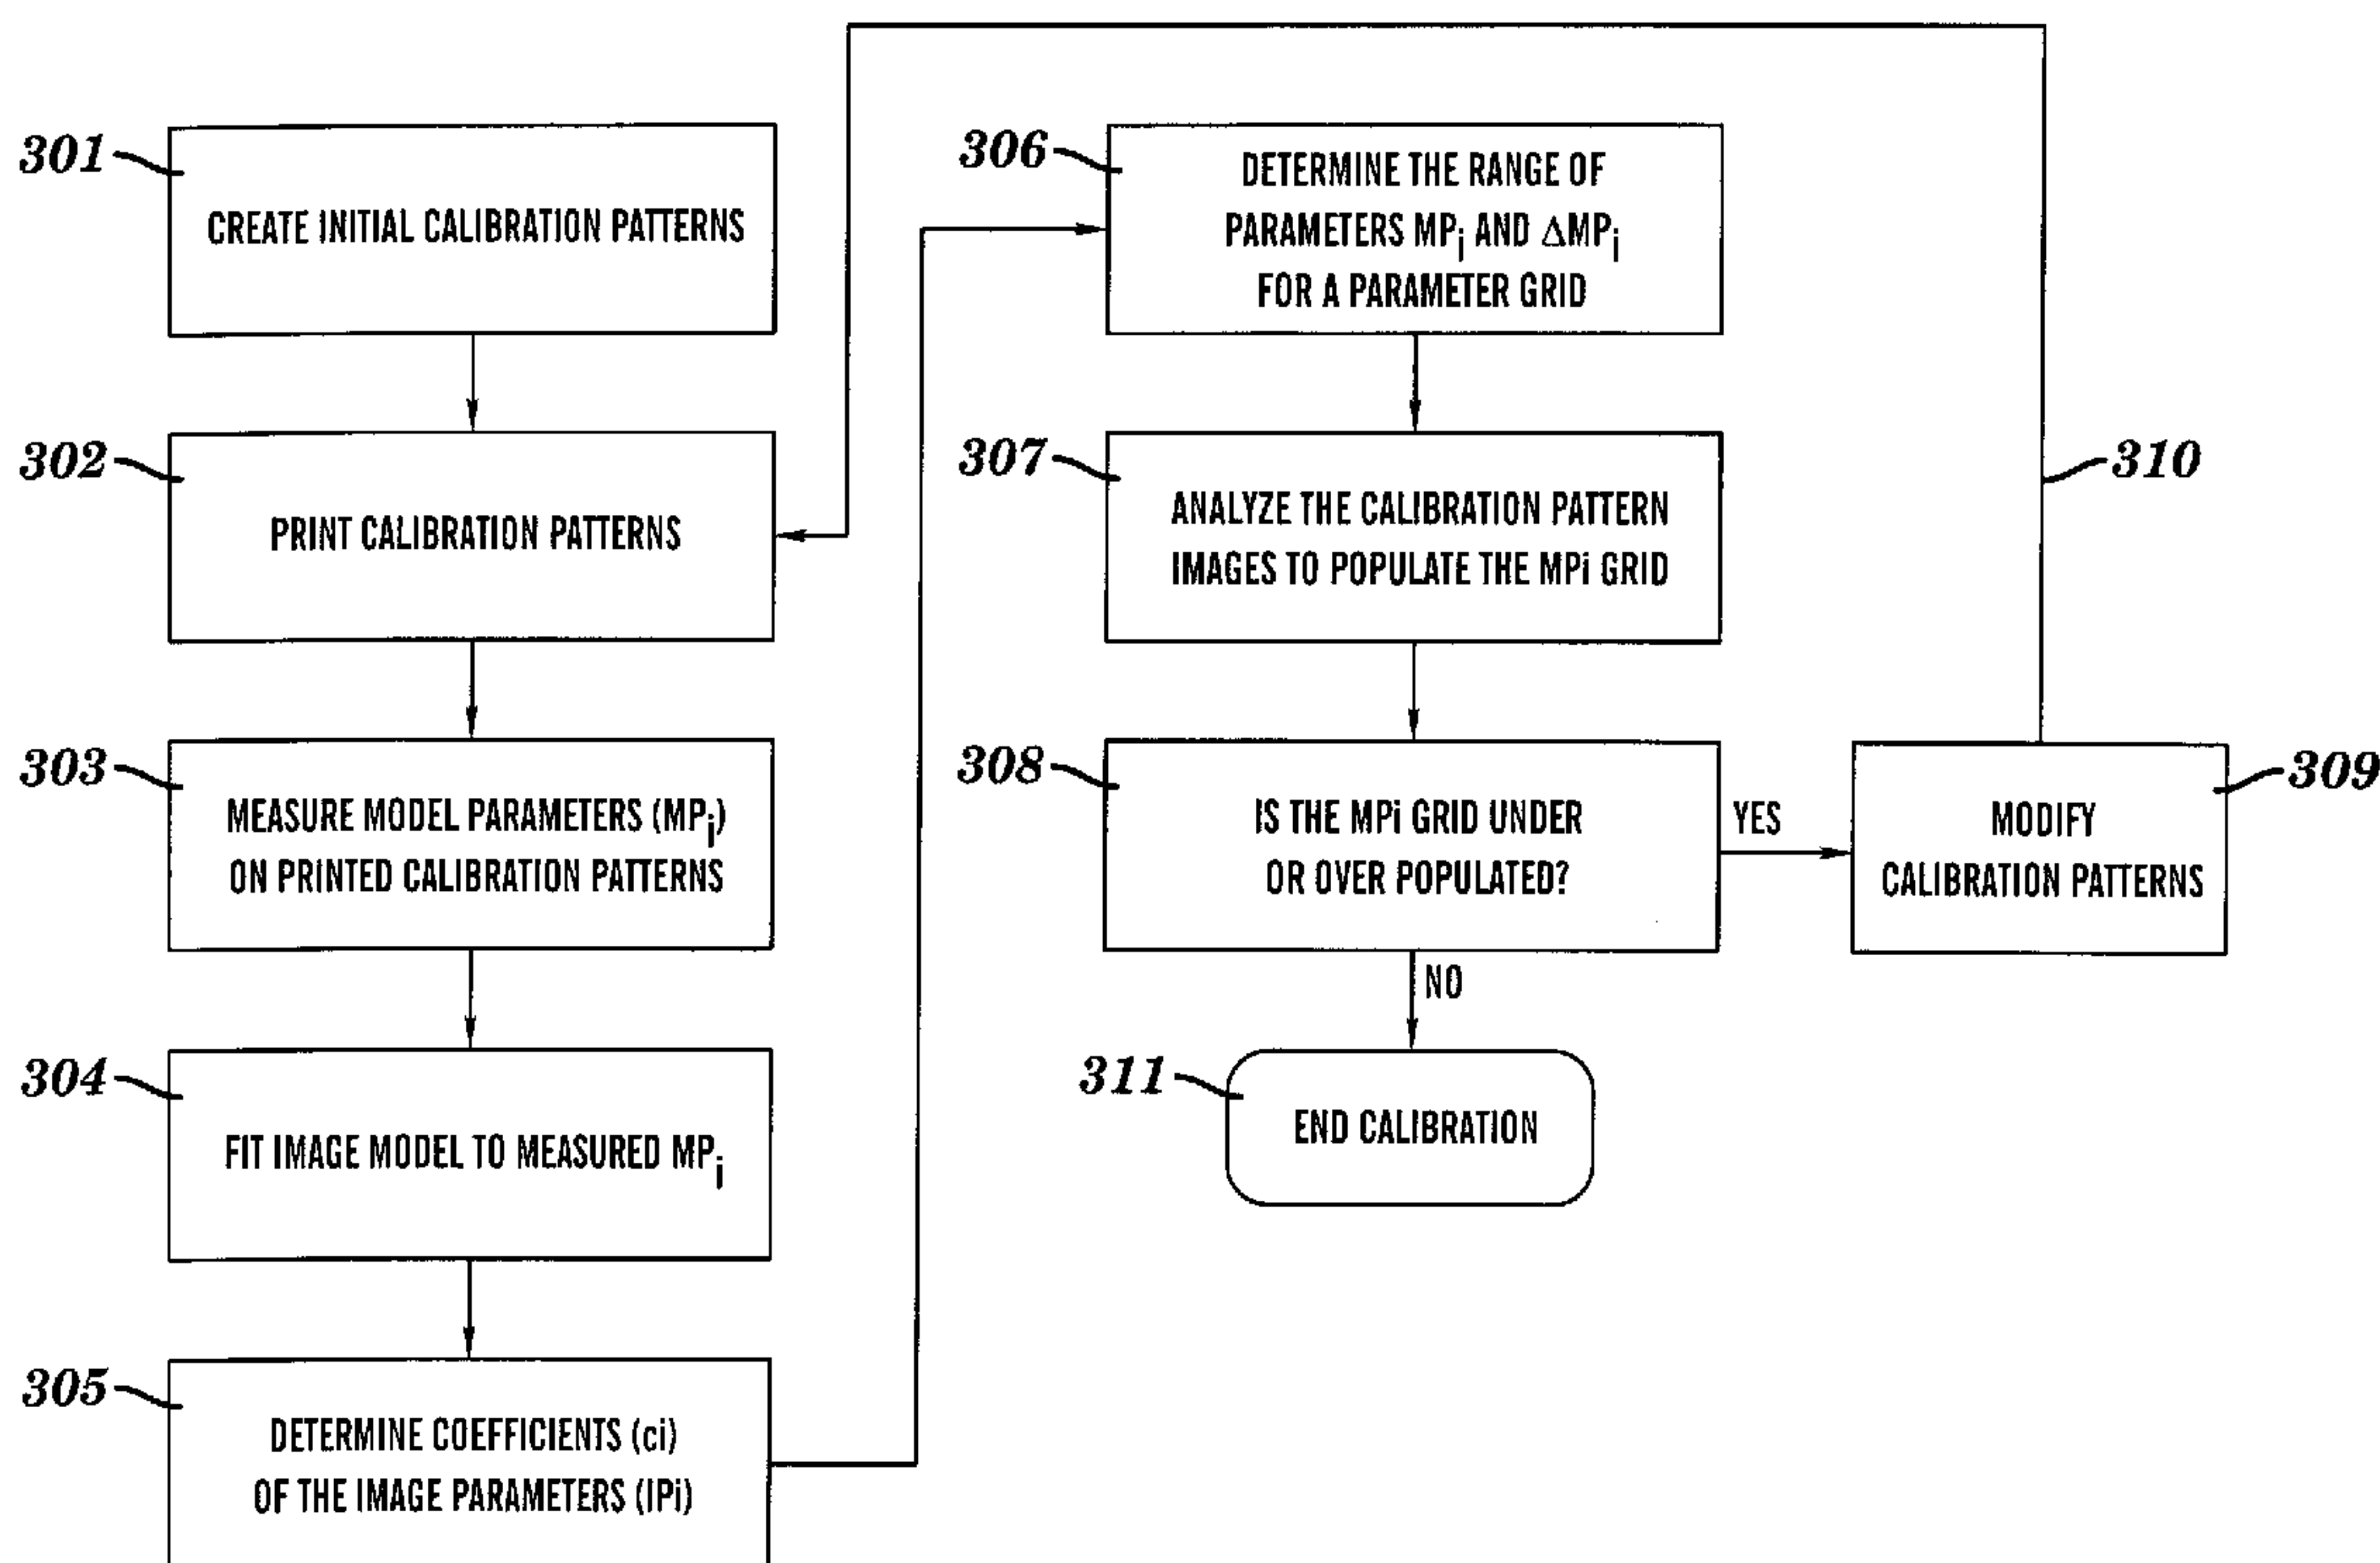 301
CREATE INITIAL CALIBRATION PATTERNS
302
PRINT CALIBRATION PATTERNS
303
MEASURE MODEL PARAMETERS (MPi)
ON PRINTED CALIBRATION PATTERNS
304
FIT IMAGE MODEL TO MEASURED MPi
305
DETERMINE COEFFICIENTS (ci)
OF THE IMAGE PARAMETERS (IPi)
306
DETERMINE THE RANGE OF
PARAMETERS MPi AND ΔMPi
FOR A PARAMETER GRID
307
ANALYZE THE CALIBRATION PATTERN
IMAGES TO POPULATE THE MPi GRID
308
IS THE MPi GRID UNDER
OR OVER POPULATED?
YES
NO
309
MODIFY
CALIBRATION PATTERNS
310
311
END CALIBRATION